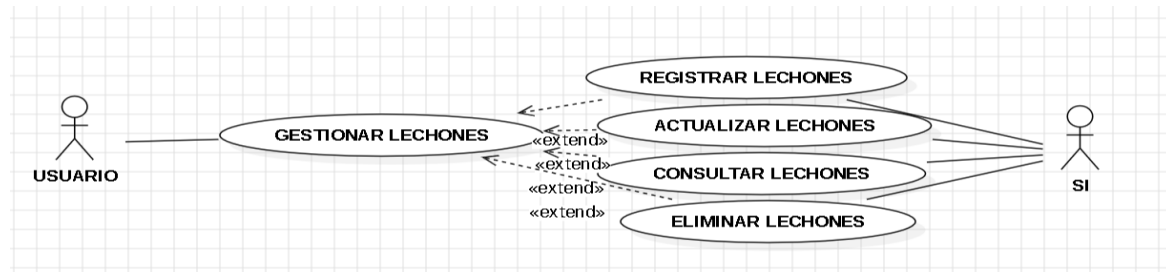 REGISTRAR LECHONES
GESTIONAR LECHONES
ACTUALIZAR LECHONES
«extend»
«extend»
CONSULTAR LECHONES
USUARIO
SI
«extend»
«extend»
ELIMINAR LECHONES